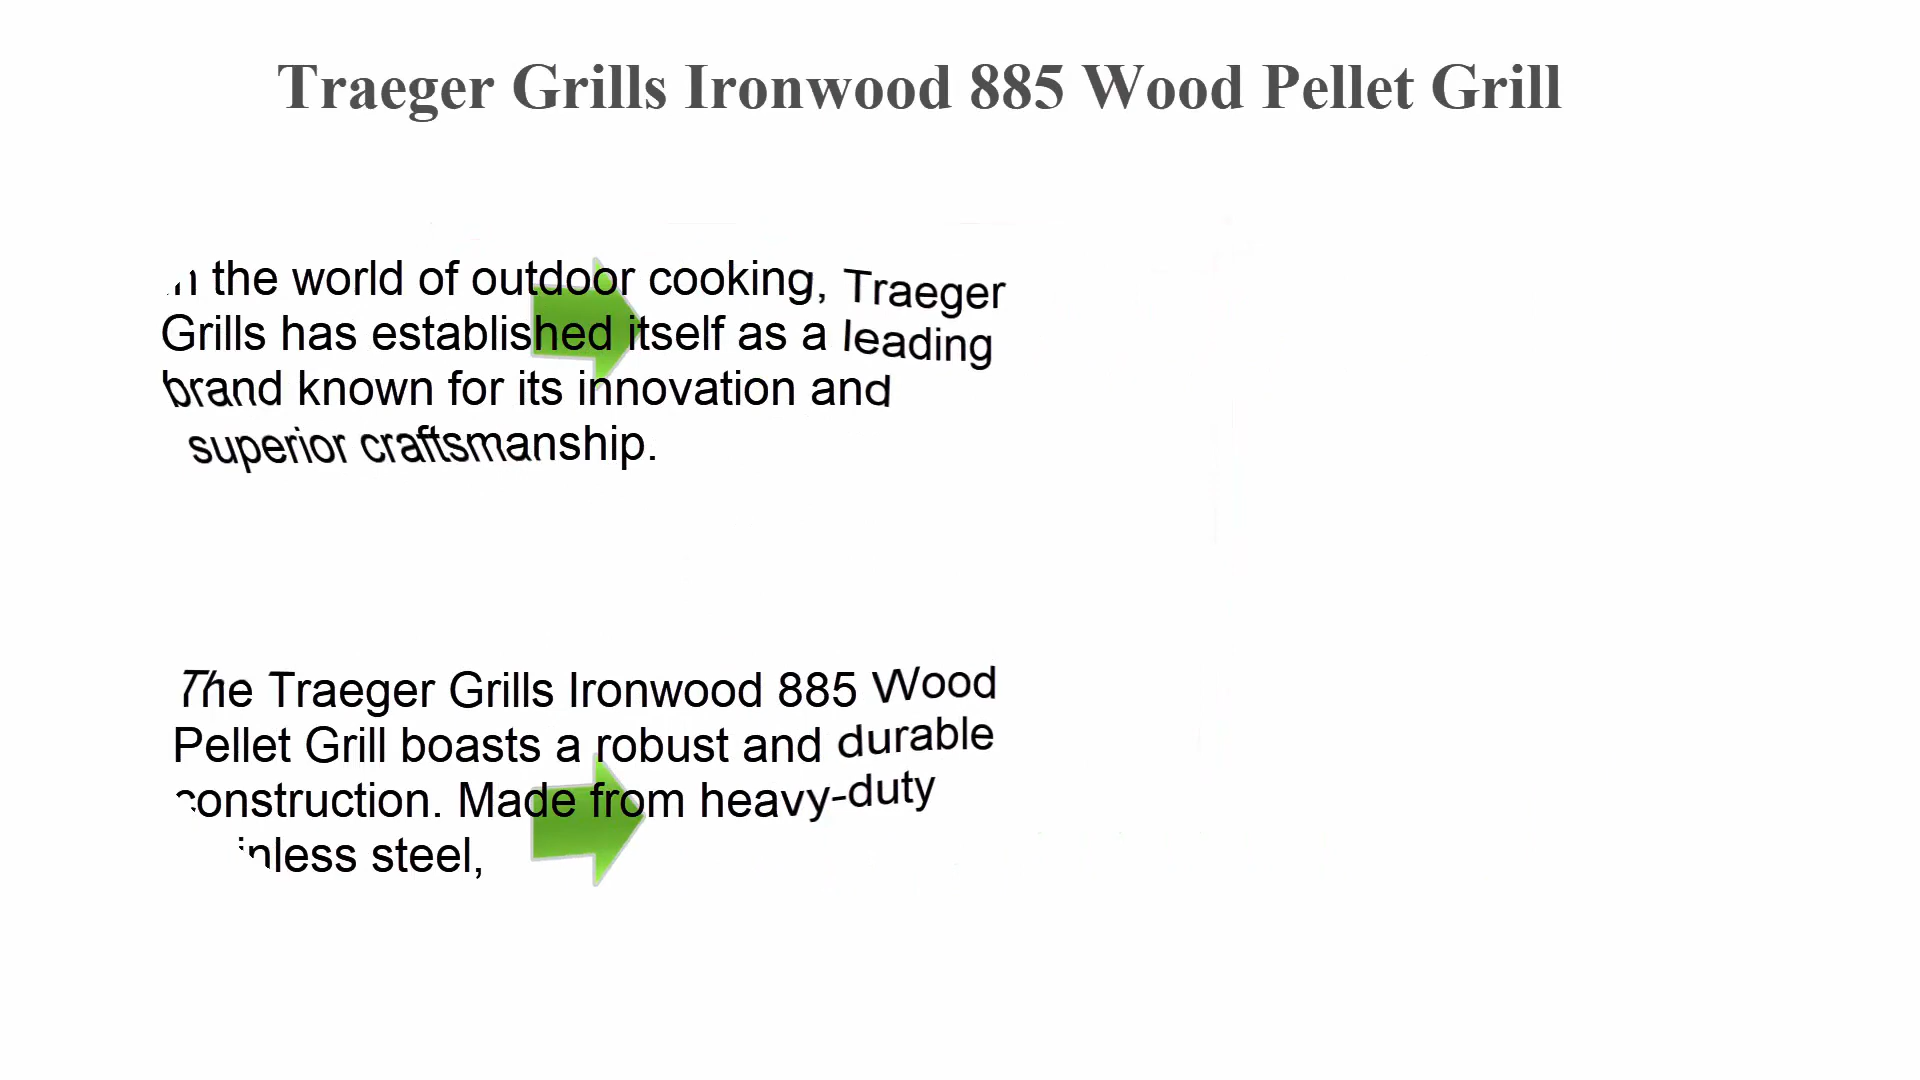 Traeger Grills Ironwood 885 Wood Pellet Grill
In the world of outdoor cooking, Traeger
Grills has established itself as a leading
brand known for its innovation and
superior craftsmanship.
The Traeger Grills Ironwood 885 Wood
Pellet Grill boasts a robust and durable
construction. Made from heavy-duty
steel,